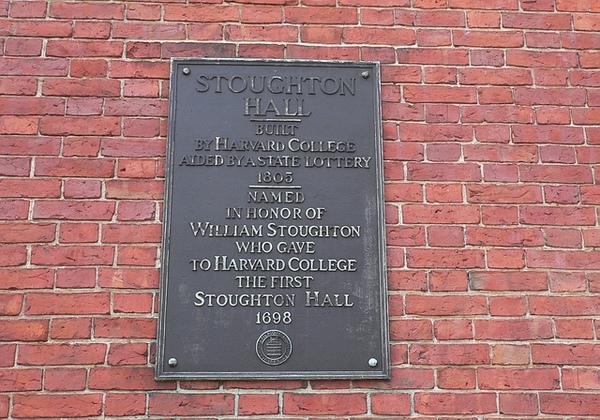 STOUGHTON
HALL
BUILT
BY HARVARD COLLEGE
AIDED BY A STATE LOTTERY
1805
NAMED
IN HONOR OF
WILLIAM STOUGHTON
WHO GAVE
TO HARVARD COLLEGE
THE FIRST
STOUGHTON HALL
1698